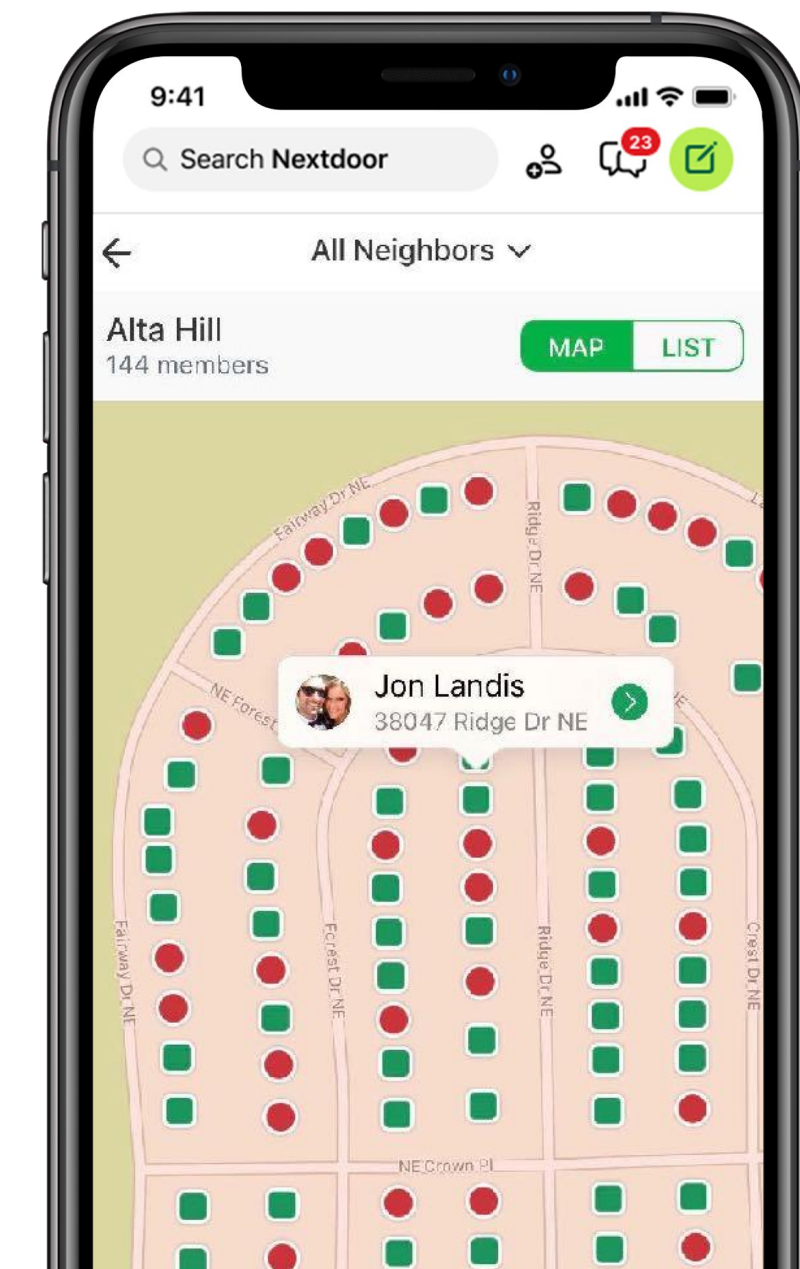 9:41
Search Nextdoor
23
All Neighbors
Alta Hill
144 members
MAP
LIST
Fairway Dr NE
Ridge Dr NE
NE Forest
Jon Landis
38047 Ridge Dr NE
NE
Fairway Dr NE
Forest Dr NE
Ridge Dr NE
Crest Dr NE
NE Crown Pl